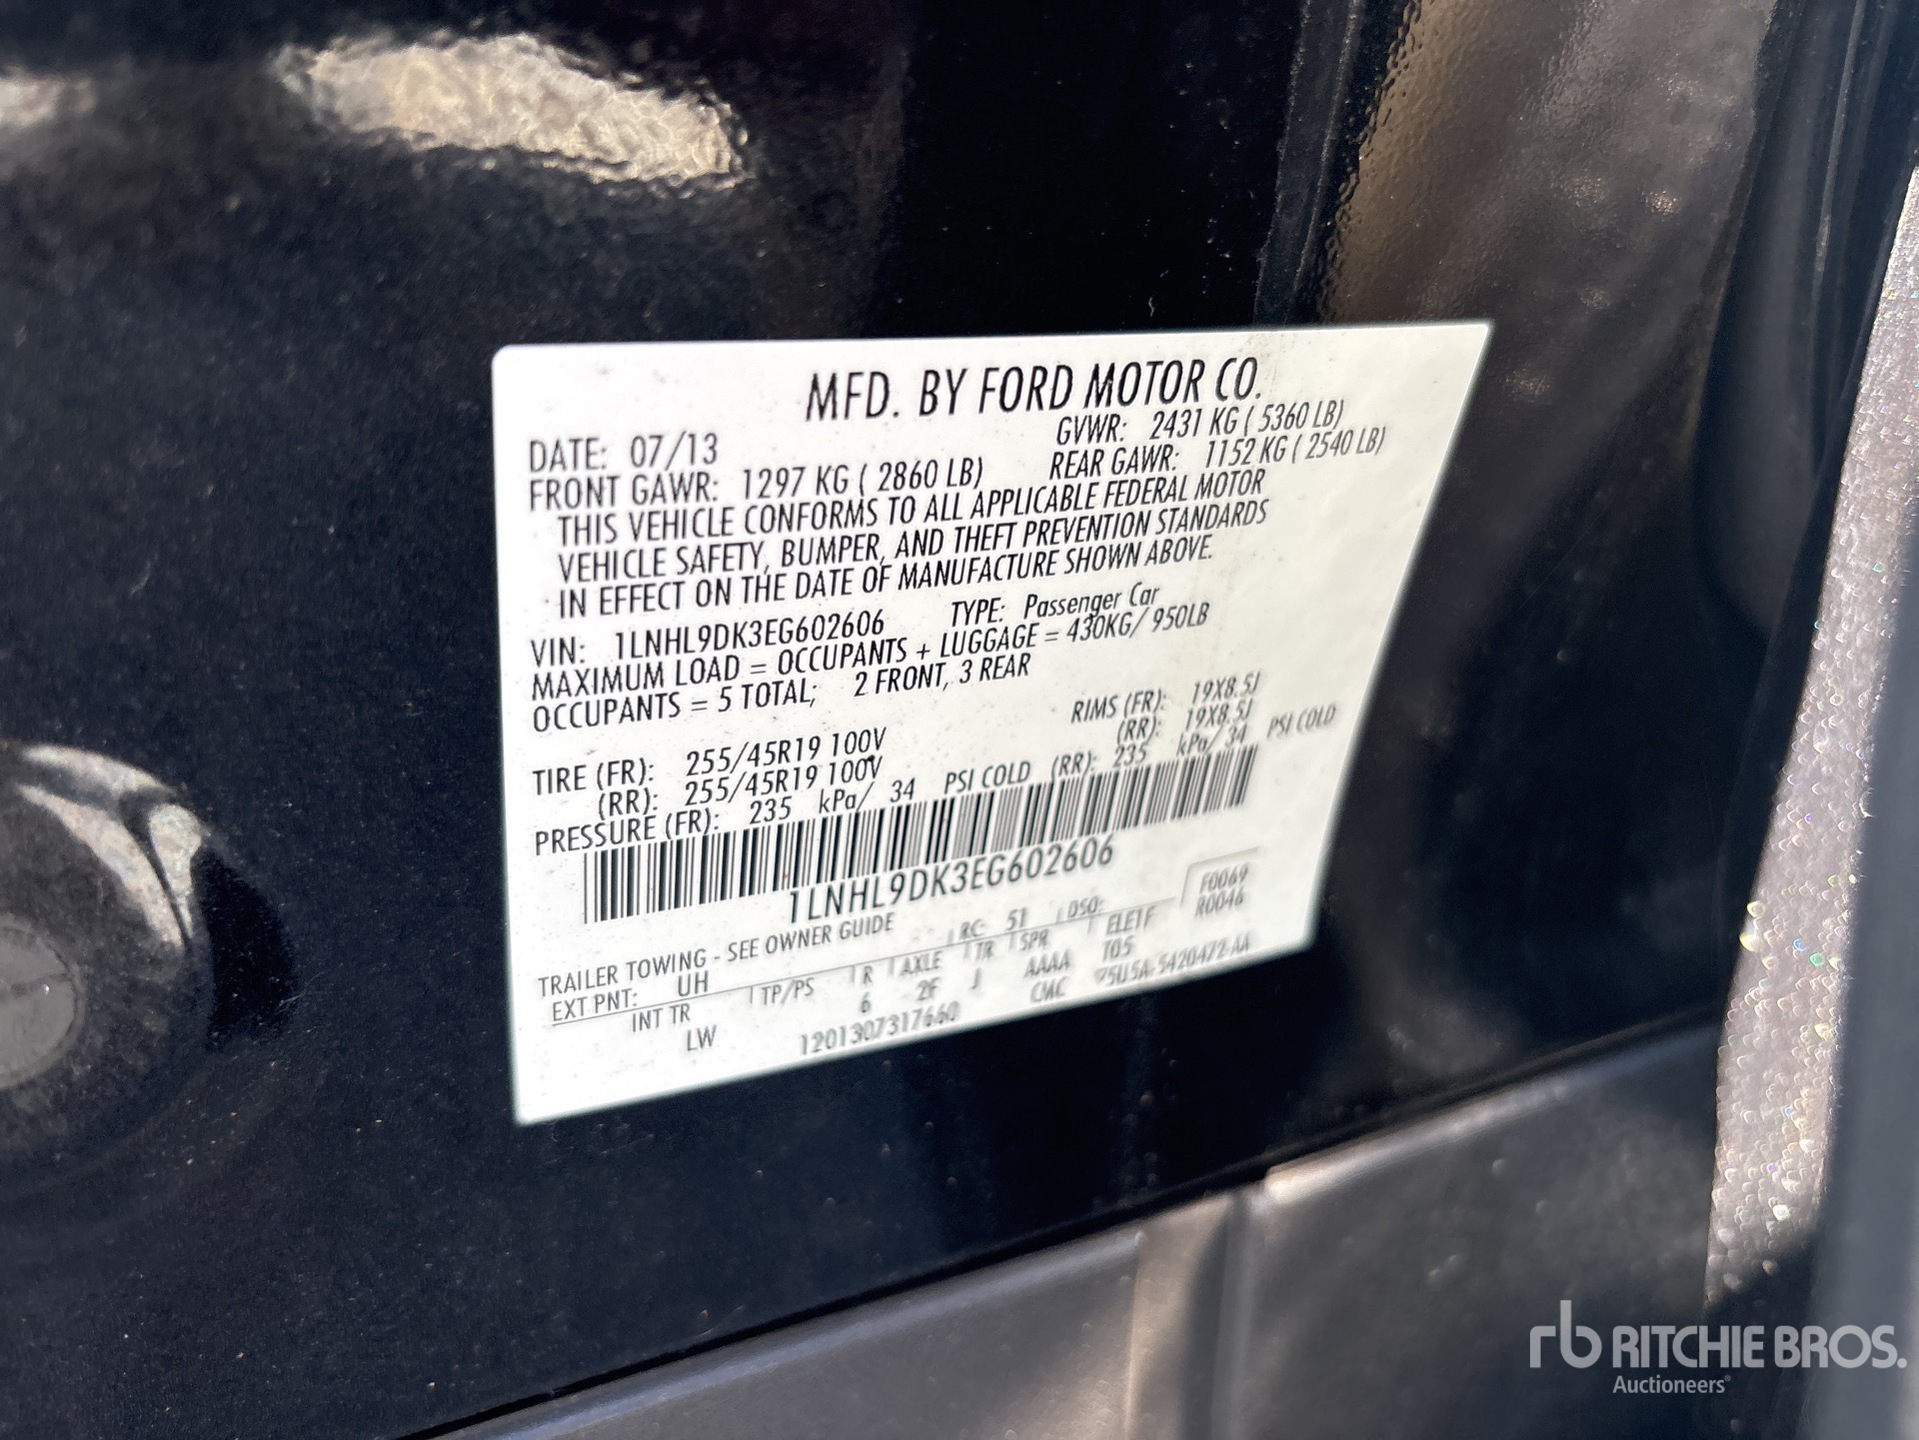 MFD. BY FORD MOTOR CO.
DATE: 07/13 GVWR: 2431 KG ( 5360 LB)
FRONT GAWR: 1297 KG ( 2860 LB) REAR GAWR: 1152 KG ( 2540 LB)
THIS VEHICLE CONFORMS TO ALL APPLICABLE FEDERAL MOTOR
VEHICLE SAFETY, BUMPER, AND THEFT PREVENTION STANDARDS
IN EFFECT ON THE DATE OF MANUFACTURE SHOWN ABOVE.
VIN: 1LNHL9DK3EG602606 TYPE: Passenger Car
MAXIMUM LOAD = OCCUPANTS + LUGGAGE = 430KG/ 950LB
OCCUPANTS = 5 TOTAL; 2 FRONT, 3 REAR
TIRE (FR): 255/45R19 100V RIMS (FR): 19X8.5J
(RR): 255/45R19 100V (RR): 19X8.5J
PRESSURE (FR): 235 kPa/ 34 PSI COLD (RR): 235 kPa/ 34 PSI COLD
1LNHL9DK3EG602606
TRAILER TOWING - SEE OWNER GUIDE F0069
EXT PNT: UH RC: 51 DSO: R0046
INT TR TP/PS R AXLE TR SPR
LW 6 2F J AAAA T05
1201307317660 CMC
rb RITCHIE BROS.
Auctioneers®